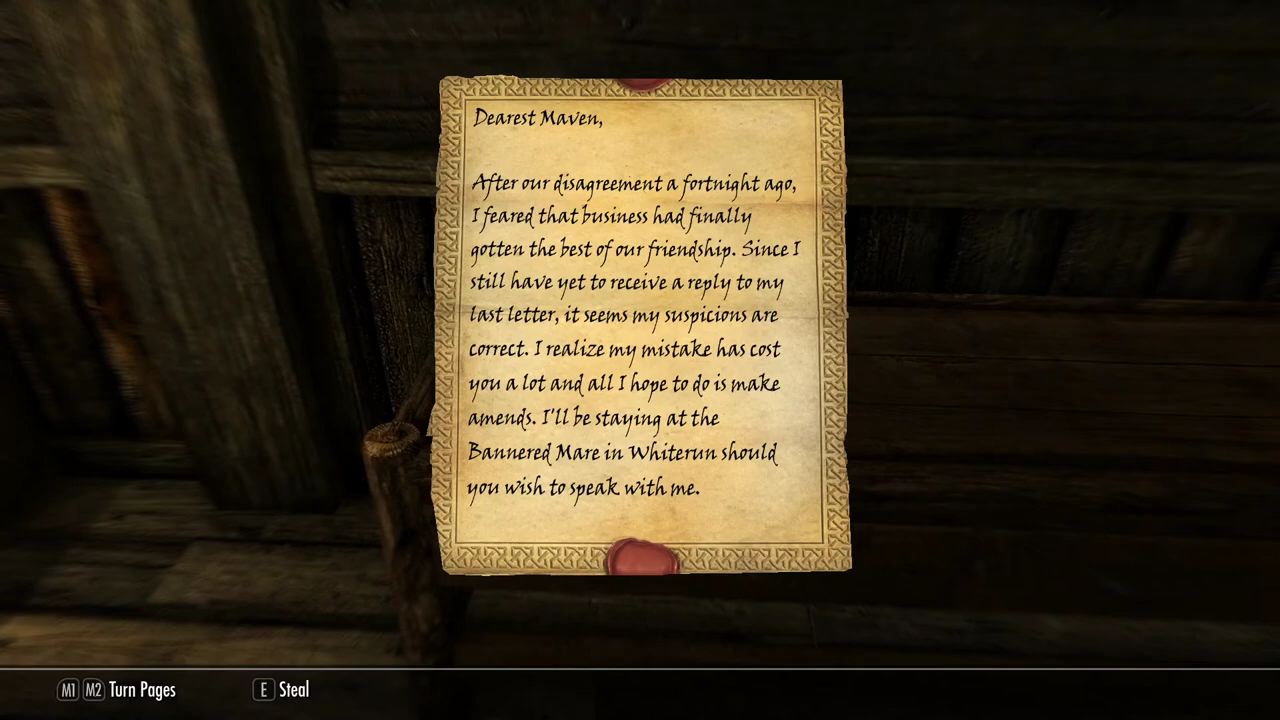 Dearest Maven,
After our disagreement a fortnight ago,
I feared that business had finally
gotten the best of our friendship. Since I
still have yet to receive a reply to my
last letter, it seems my suspicions are
correct. I realize my mistake has cost
you a lot and all I hope to do is make
amends. I'll be staying at the
Bannered Mare in Whiterun should
you wish to speak with me.
M1 M2 Turn Pages E Steal